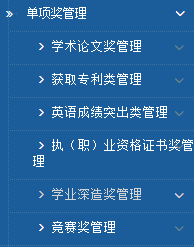 单项奖管理
学术论文奖管理
获取专利类管理
英语成绩突出类管理
执（职）业资格证书奖管
理
学业深造奖管理
竞赛奖管理